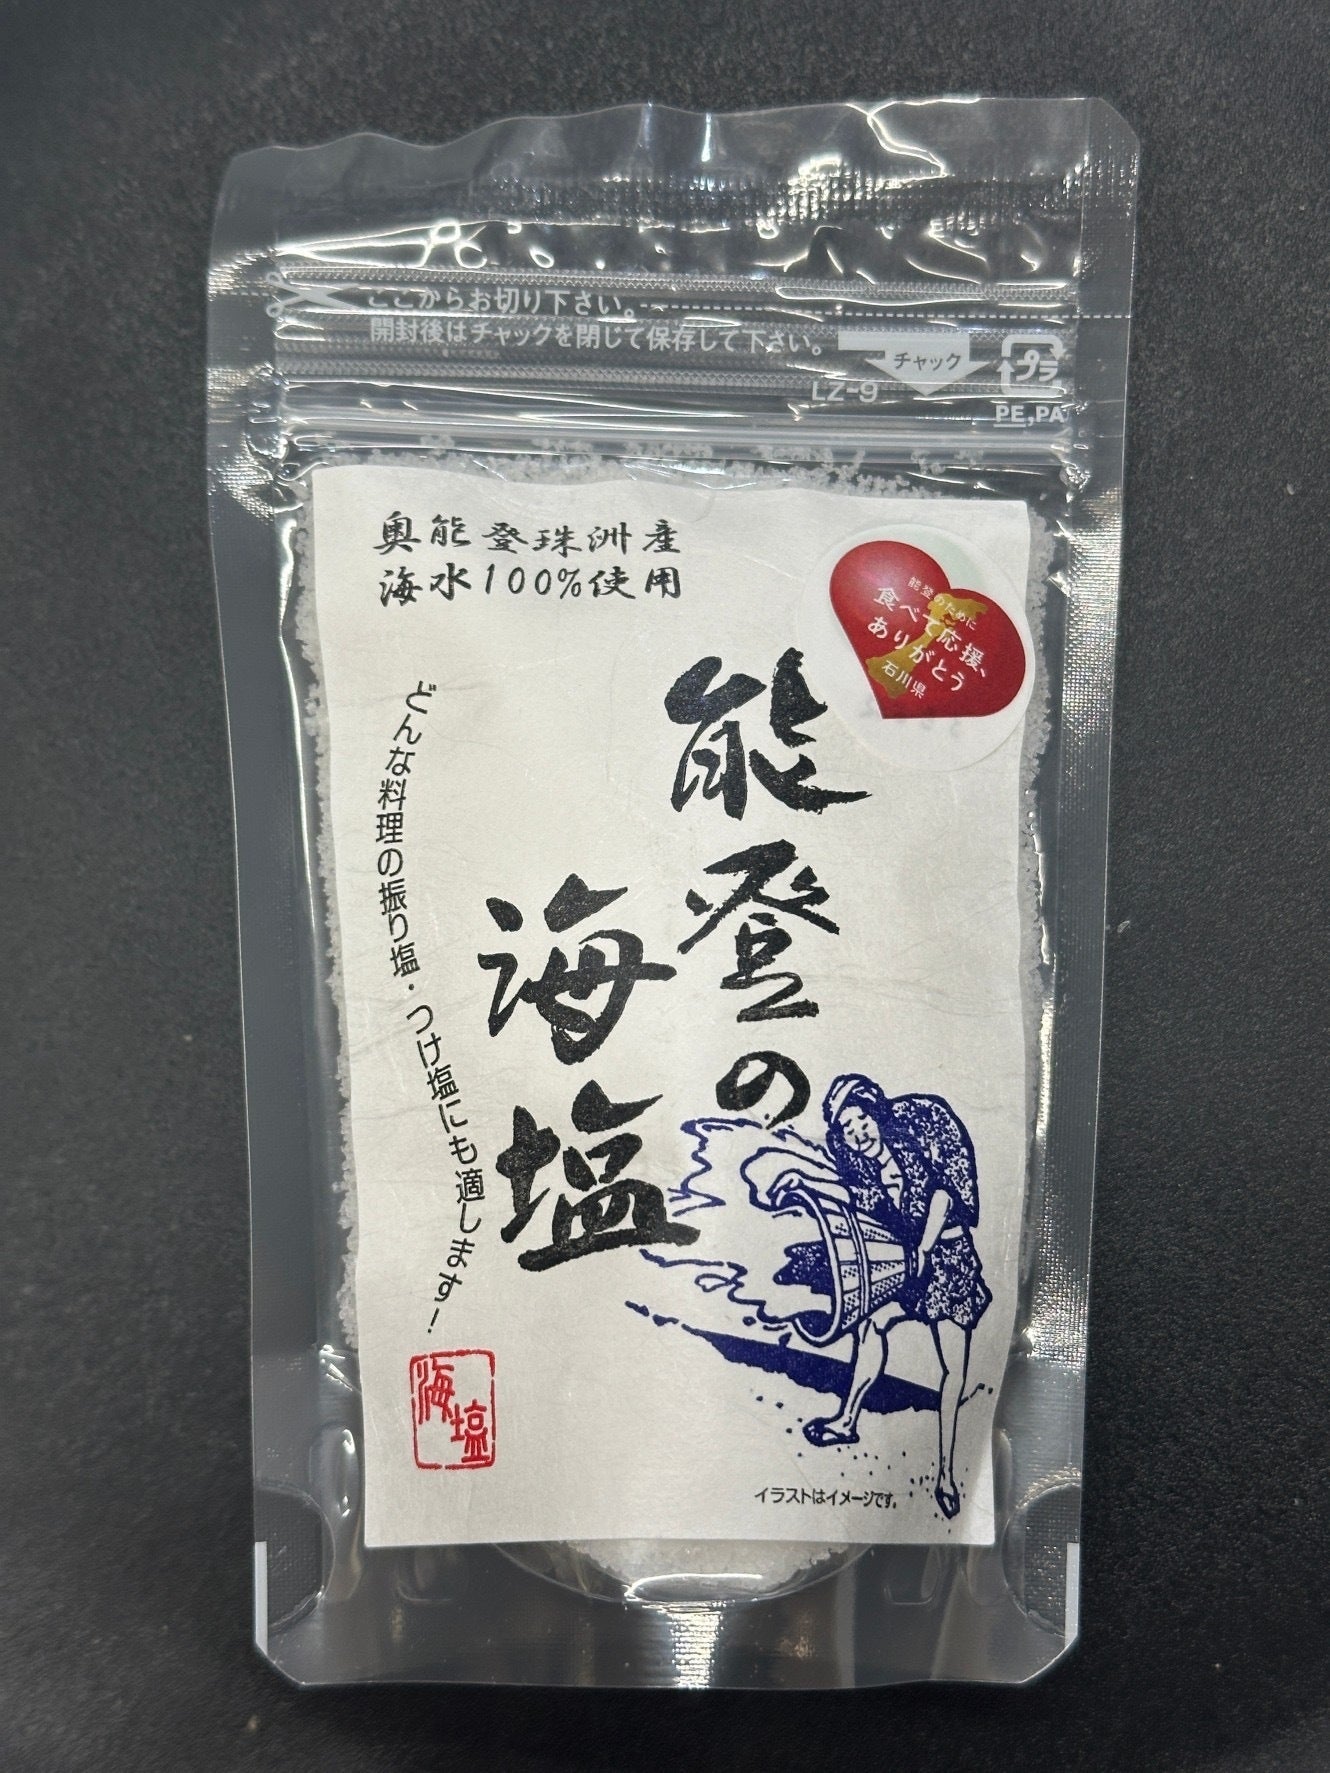 ここからお切り下さい。
開封後はチャックを閉じて保存して下さい。
チャック
LZ-9
プラ
PE,PA
奥能登珠洲産
海水100%使用
能登のために
食べて応援、
ありがとう
石川県
能登の
海塩
どんな料理の振り塩・つけ塩にも適します!
海塩
イラストはイメージです。